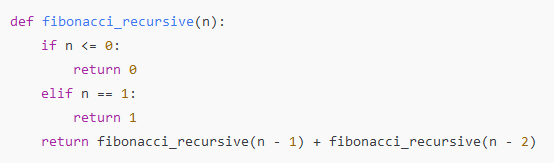 def fibonacci_recursive(n):
    if n <= 0:
        return 0
    elif n == 1:
        return 1
    return fibonacci_recursive(n - 1) + fibonacci_recursive(n - 2)